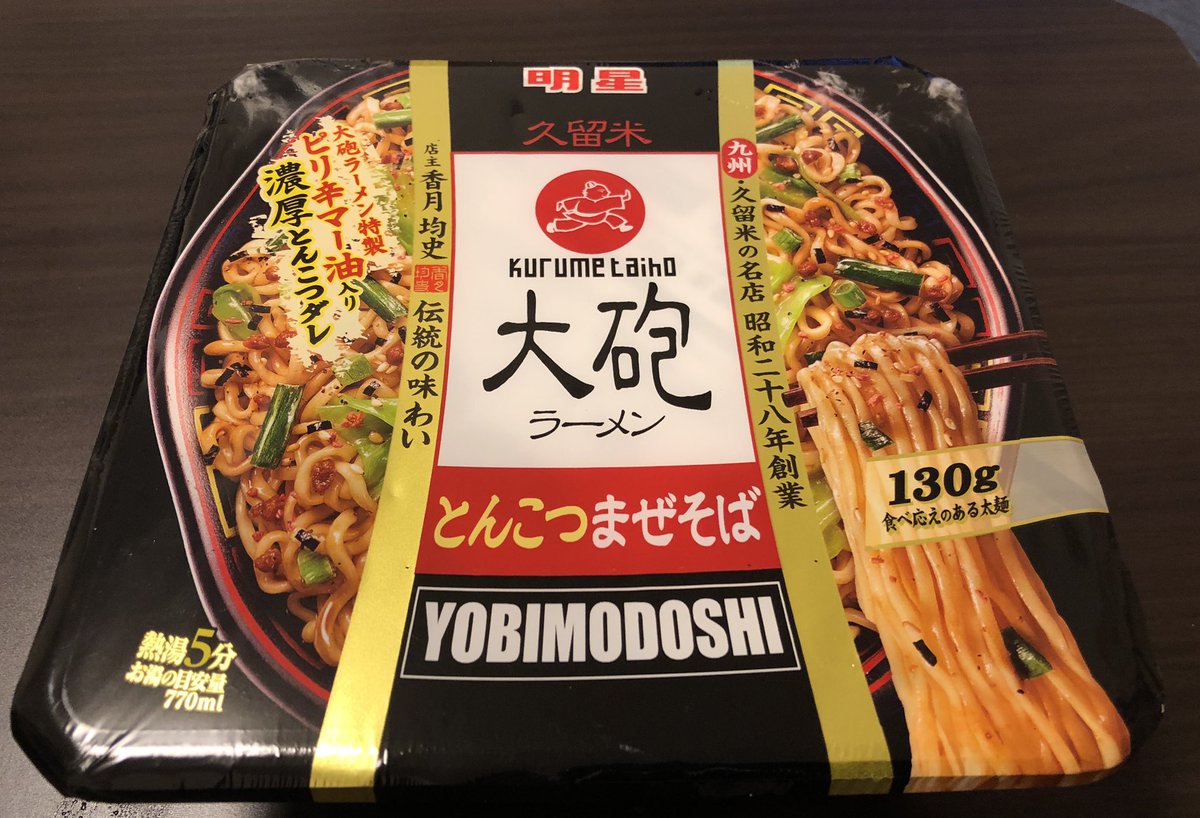 明星
久留米
kurume taiho
大砲
ラーメン
とんこつまぜそば
YOBIMODOSHI
九州・久留米の名店 昭和二十八年創業
店主 香月 均史
伝統の味わい
大砲ラーメン特製
ピリ辛マー油入り
濃厚とんこつダレ
130g
食べ応えのある太麺
熱湯5分
お湯の目安量
770ml